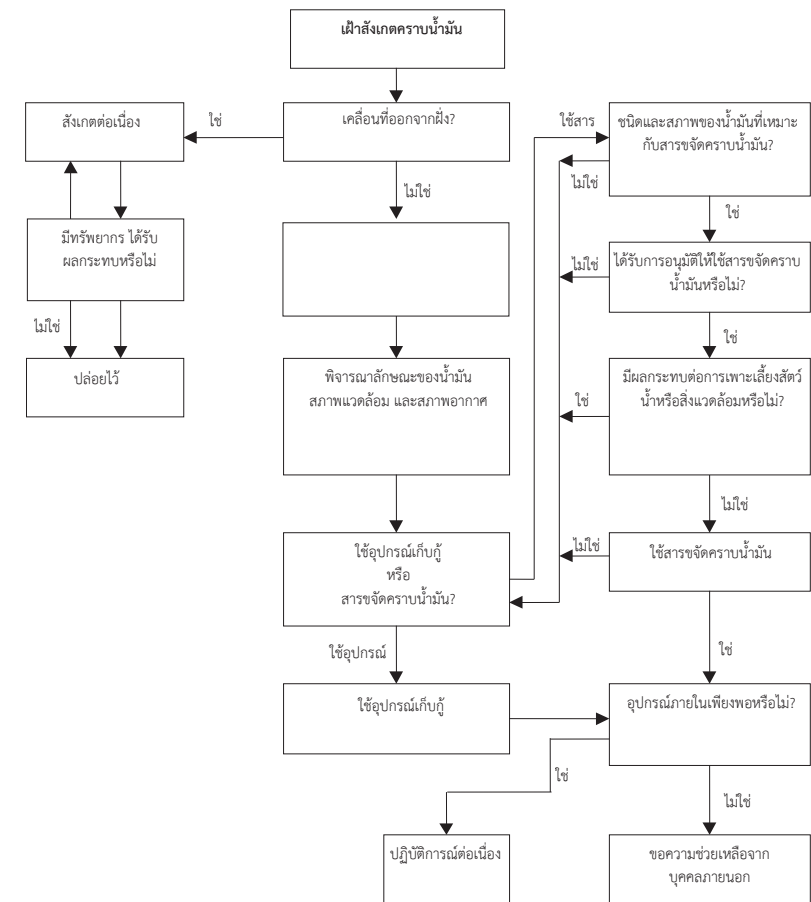 เฝ้าสังเกตคราบน้ำมัน
สังเกตต่อเนื่อง
ใช่
เคลื่อนที่ออกจากฝั่ง?
ใช้สาร
ชนิดและสภาพของน้ำมันที่เหมาะ
กับสารขจัดคราบน้ำมัน?
ไม่ใช่
ไม่ใช่
ใช่
มีทรัพยากร ได้รับ
ผลกระทบหรือไม่
ไม่ใช่
ได้รับการอนุมัติให้ใช้สารขจัดคราบ
น้ำมันหรือไม่?
ไม่ใช่
ใช่
ปล่อยไว้
พิจารณาลักษณะของน้ำมัน
สภาพแวดล้อม และสภาพอากาศ
มีผลกระทบต่อการเพาะเลี้ยงสัตว์
น้ำหรือสิ่งแวดล้อมหรือไม่?
ใช่
ไม่ใช่
ใช้อุปกรณ์เก็บกู้
หรือ
สารขจัดคราบน้ำมัน?
ไม่ใช่
ใช้สารขจัดคราบน้ำมัน
ใช้อุปกรณ์
ใช่
ใช้อุปกรณ์เก็บกู้
อุปกรณ์ภายในเพียงพอหรือไม่?
ใช่
ไม่ใช่
ปฏิบัติการณ์ต่อเนื่อง
ขอความช่วยเหลือจาก
บุคคลภายนอก